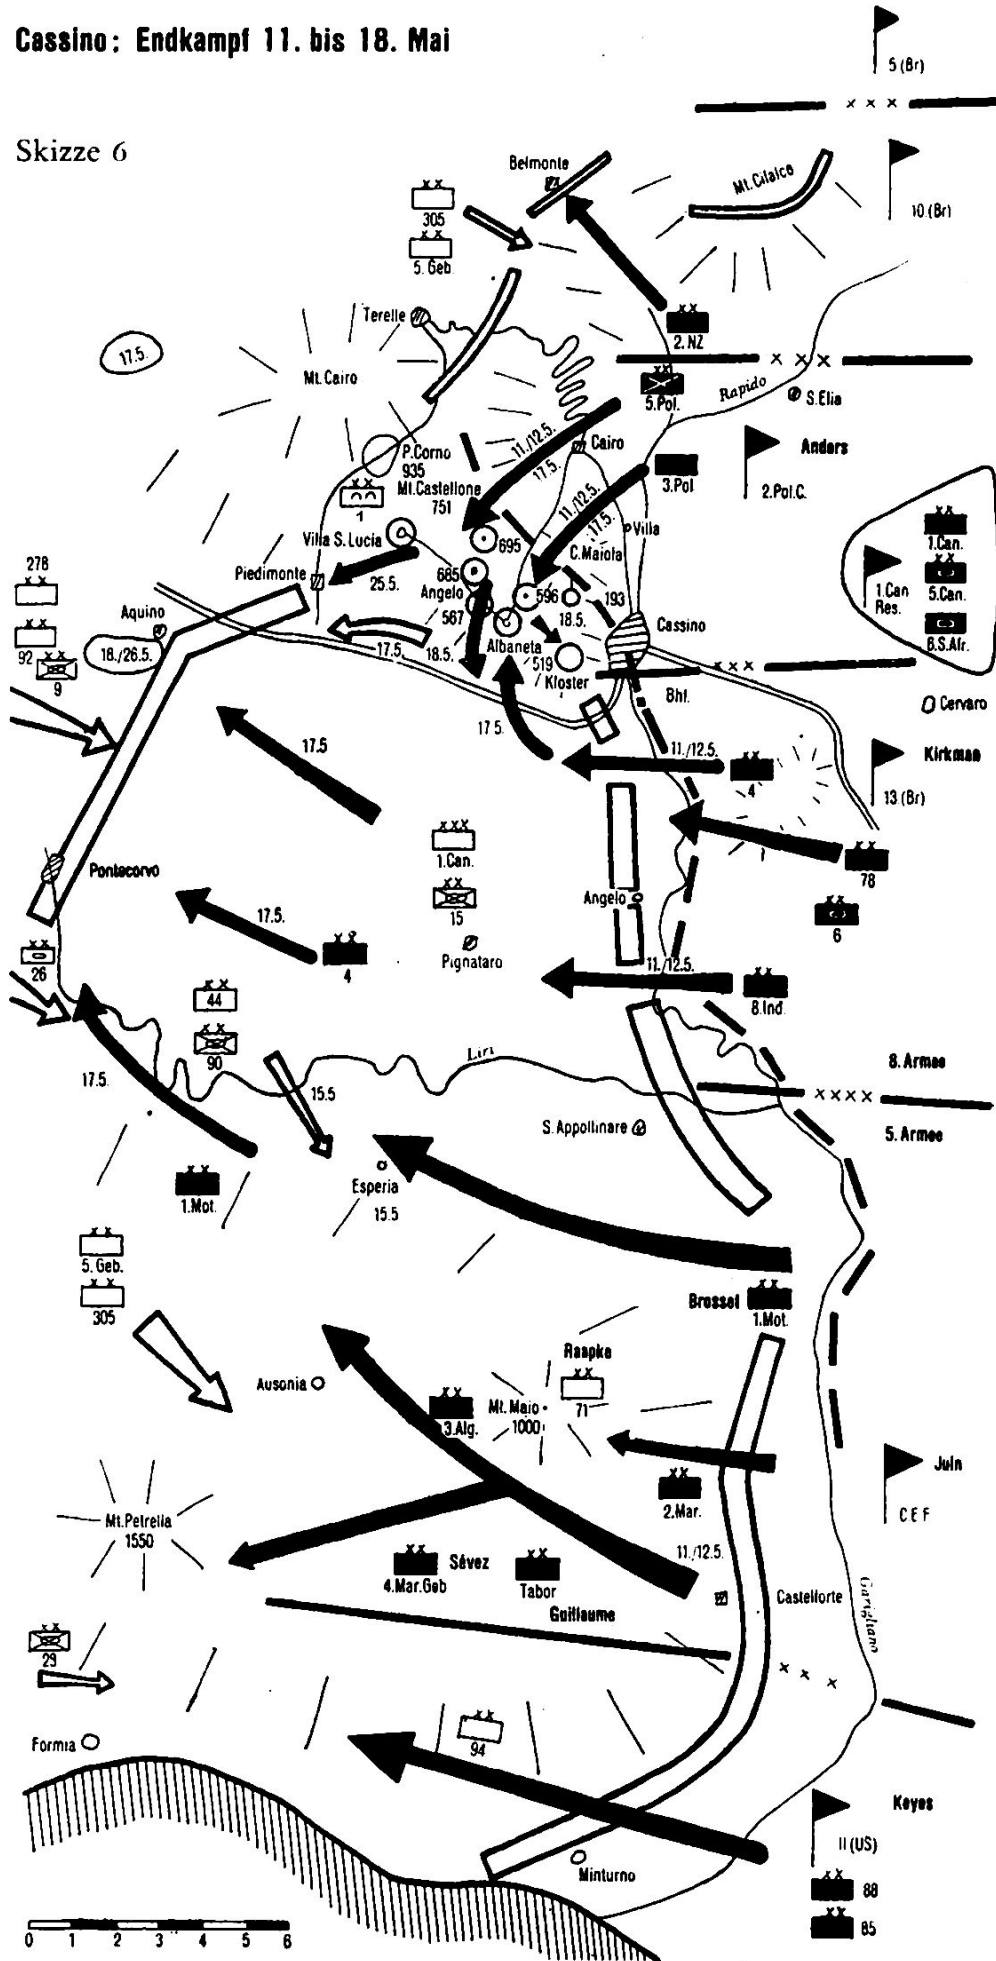 Cassino: Endkampf 11. bis 18. Mai
5 (Br)
x x x
Skizze 6
Belmonte
Mt. Cilalce
10. (Br)
305
5. Geb.
Terelle
2. NZ
17.5.
Mt. Cairo
x x x
5.Pol.
Rapido
S.Elia
11./12.5.
17.5.
Cairo
Anders
P.Corno
935
3.Pol
2.Pol.C.
Mt.Castellone
751
11./12.5.
17.5.
1
Villa
1.Can.
Villa S. Lucia
695
C.Maiola
278
Piedimonte
25.5.
685
Angelo
1.Can
Res.
5.Can.
Aquino
567
596
193
18.5.
Cassino
6.S.Afr.
92
18./26.5.
17.5.
18.5.
Albaneta
519
Kloster
x x x
9
Bhf.
Cervaro
17.5
17.5.
11./12.5.
4
Kirkman
13 (Br)
1.Can.
78
Pontecorvo
15
Angelo
6
17.5.
Pignataro
26
4
11./12.5.
8.Ind.
44
90
Liri
8. Armee
17.5.
15.5
x x x x
S. Appollinare
5. Armee
Esperia
15.5
1.Mot.
5. Geb.
305
Brossel
1.Mot.
Raapke
Ausonia
71
3.Alg.
Mt. Maio
1000
Juin
2.Mar.
C E F
Mt.Petrella
1550
11./12.5.
Sévez
4.Mar.Geb
Tabor
Castelforte
Guillaume
Garigliano
29
x x x
94
Formia
Keyes
II (US)
Minturno
88
85
0 1 2 3 4 5 6